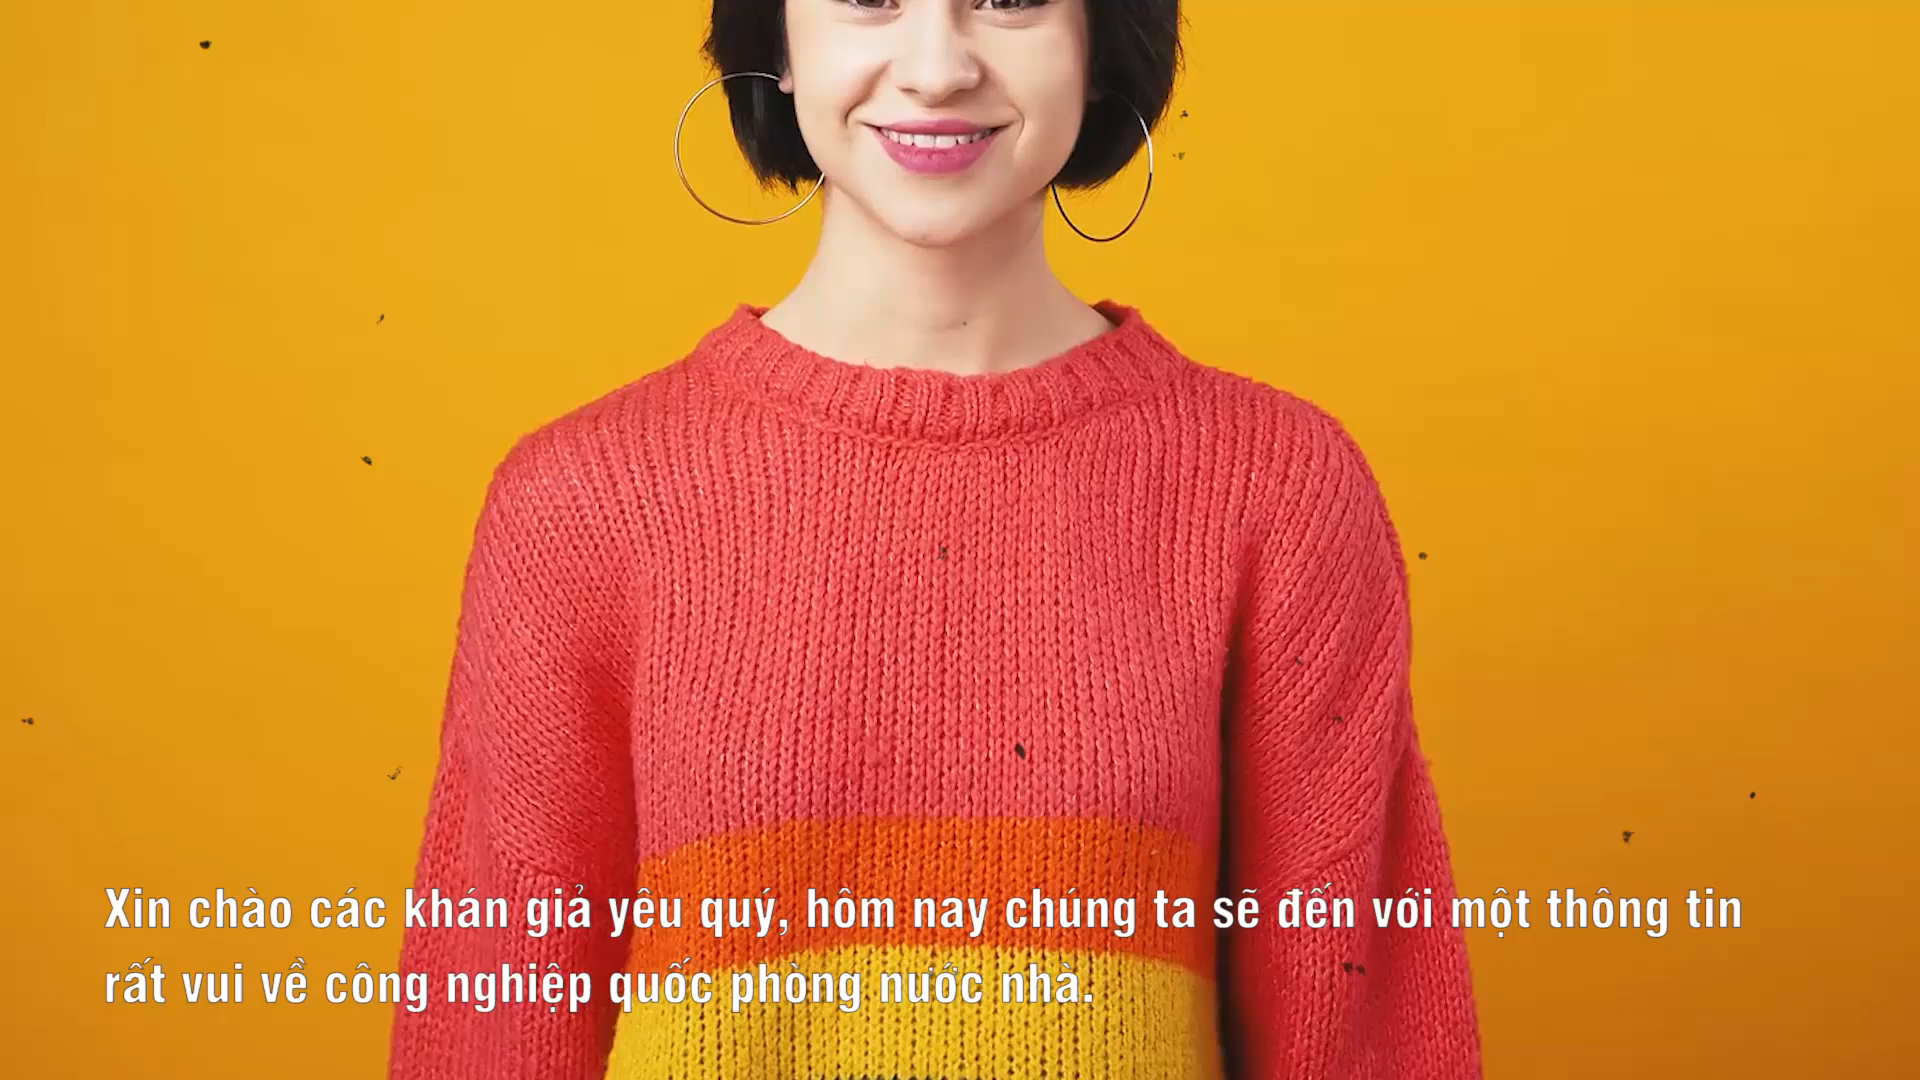 Xin chào các khán giả yêu quý, hôm nay chúng ta sẽ đến với một thông tin
rất vui về công nghiệp quốc phòng nước nhà.